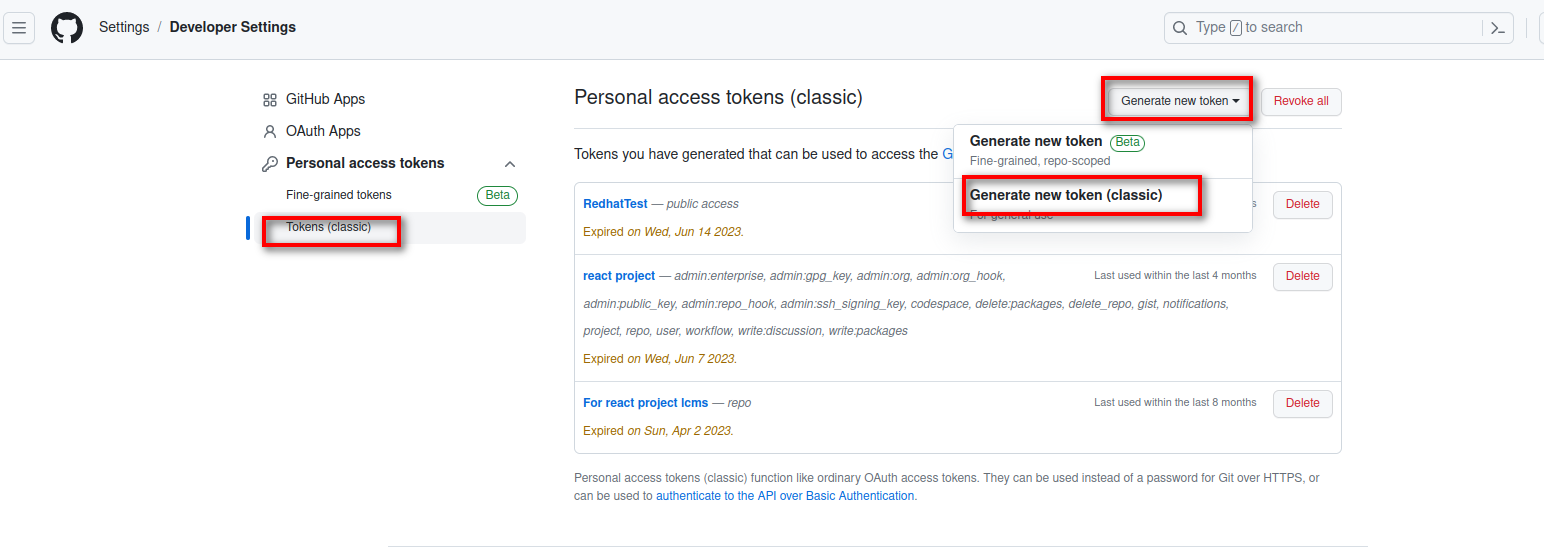 Settings / Developer Settings
Type / to search
GitHub Apps
OAuth Apps
Personal access tokens
Fine-grained tokens Beta
Tokens (classic)
Personal access tokens (classic)
Generate new token
Revoke all
Generate new token Beta
Fine-grained, repo-scoped
Generate new token (classic)
For general use
Tokens you have generated that can be used to access the G
RedhatTest — public access
s
Delete
Expired on Wed, Jun 14 2023.
react project — admin:enterprise, admin:gpg_key, admin:org, admin:org_hook,
Last used within the last 4 months
Delete
admin:public_key, admin:repo_hook, admin:ssh_signing_key, codespace, delete:packages, delete_repo, gist, notifications,
project, repo, user, workflow, write:discussion, write:packages
Expired on Wed, Jun 7 2023.
For react project lcms — repo
Last used within the last 8 months
Delete
Expired on Sun, Apr 2 2023.
Personal access tokens (classic) function like ordinary OAuth access tokens. They can be used instead of a password for Git over HTTPS, or
can be used to authenticate to the API over Basic Authentication.